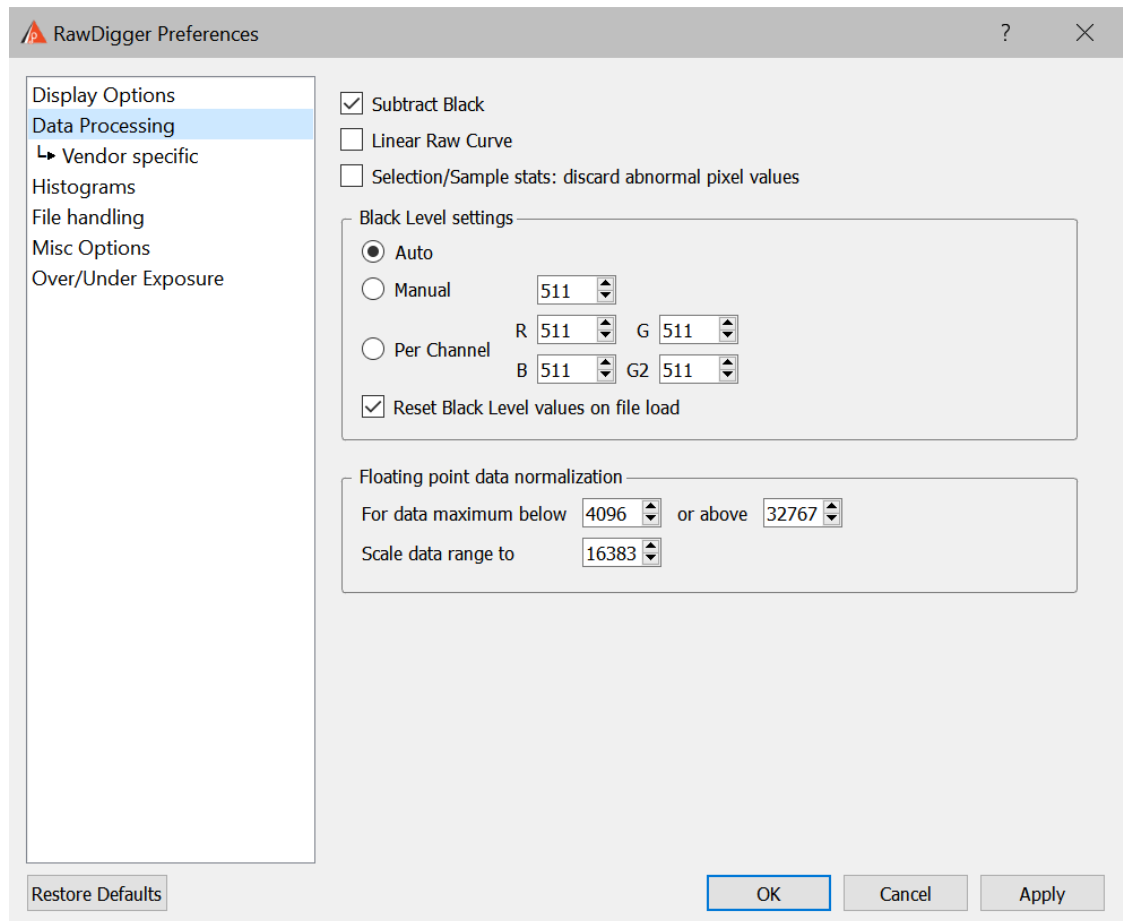 RawDigger Preferences ?
Display Options
Data Processing
Vendor specific
Histograms
File handling
Misc Options
Over/Under Exposure
Subtract Black
Linear Raw Curve
Selection/Sample stats: discard abnormal pixel values
Black Level settings
Auto
Manual 511
R 511 G 511
Per Channel
B 511 G2 511
Reset Black Level values on file load
Floating point data normalization
For data maximum below 4096 or above 32767
Scale data range to 16383
Restore Defaults OK Cancel Apply